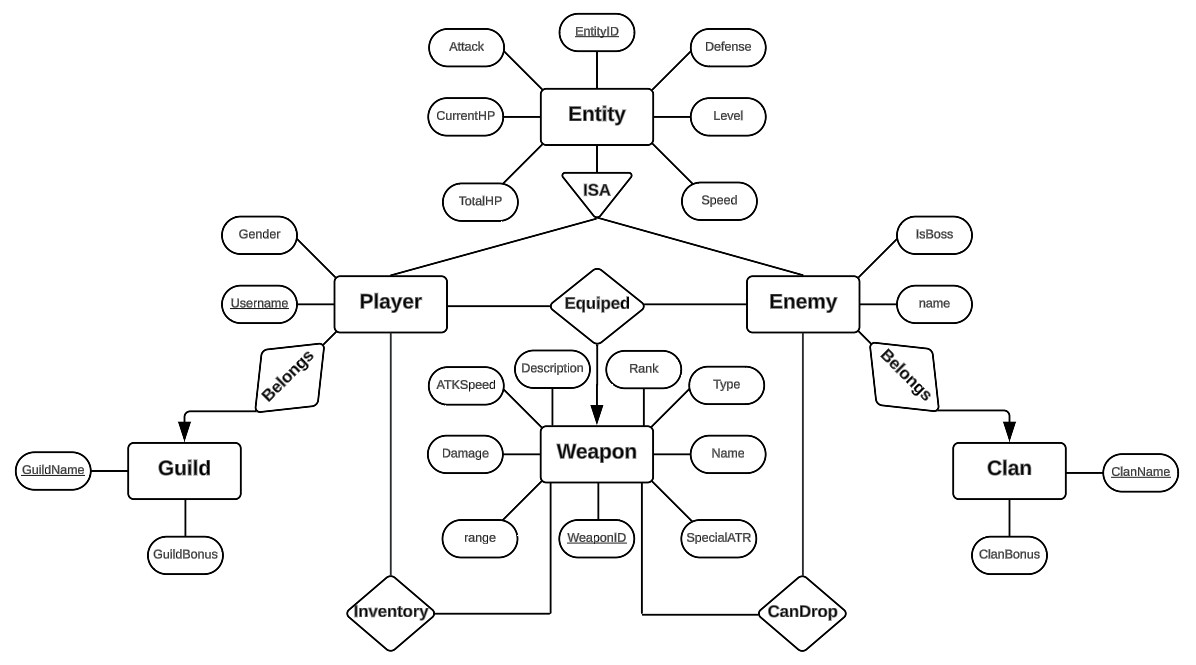 EntityID
Attack
Defense
Entity
CurrentHP
Level
ISA
TotalHP
Speed
Gender
IsBoss
Username
Player
Equiped
Enemy
name
Belongs
Belongs
Description
Rank
ATKSpeed
Type
Weapon
Damage
Name
GuildName
Guild
Clan
ClanName
range
WeaponID
SpecialATR
GuildBonus
ClanBonus
Inventory
CanDrop